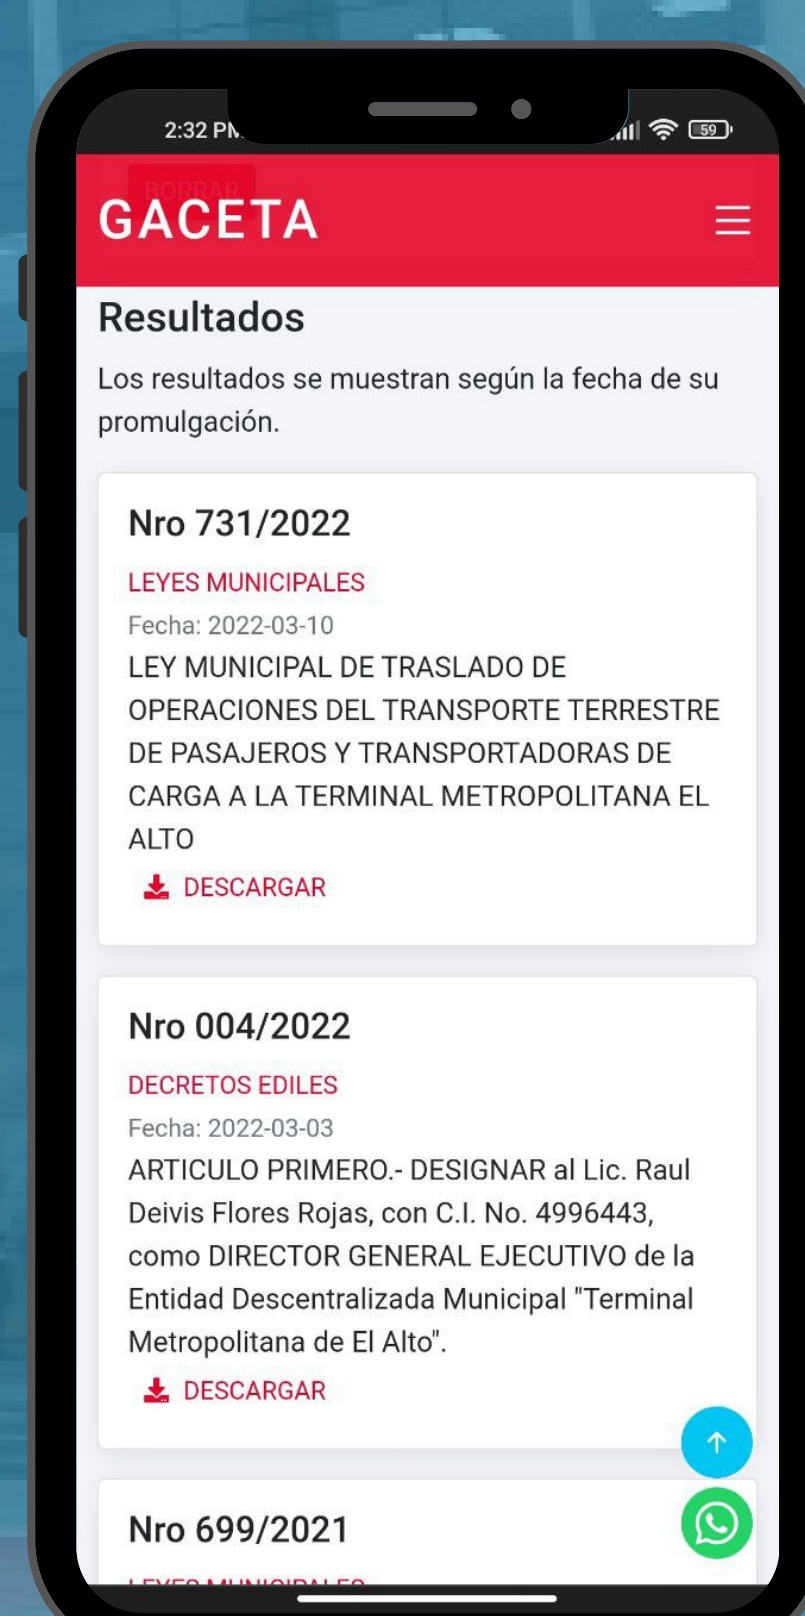 2:32 PM
59
BORRAR
GACETA
Resultados
Los resultados se muestran según la fecha de su
promulgación.
Nro 731/2022
LEYES MUNICIPALES
Fecha: 2022-03-10
LEY MUNICIPAL DE TRASLADO DE
OPERACIONES DEL TRANSPORTE TERRESTRE
DE PASAJEROS Y TRANSPORTADORAS DE
CARGA A LA TERMINAL METROPOLITANA EL
ALTO
DESCARGAR
Nro 004/2022
DECRETOS EDILES
Fecha: 2022-03-03
ARTICULO PRIMERO.- DESIGNAR al Lic. Raul
Deivis Flores Rojas, con C.I. No. 4996443,
como DIRECTOR GENERAL EJECUTIVO de la
Entidad Descentralizada Municipal "Terminal
Metropolitana de El Alto".
DESCARGAR
Nro 699/2021
LEYES MUNICIPALES